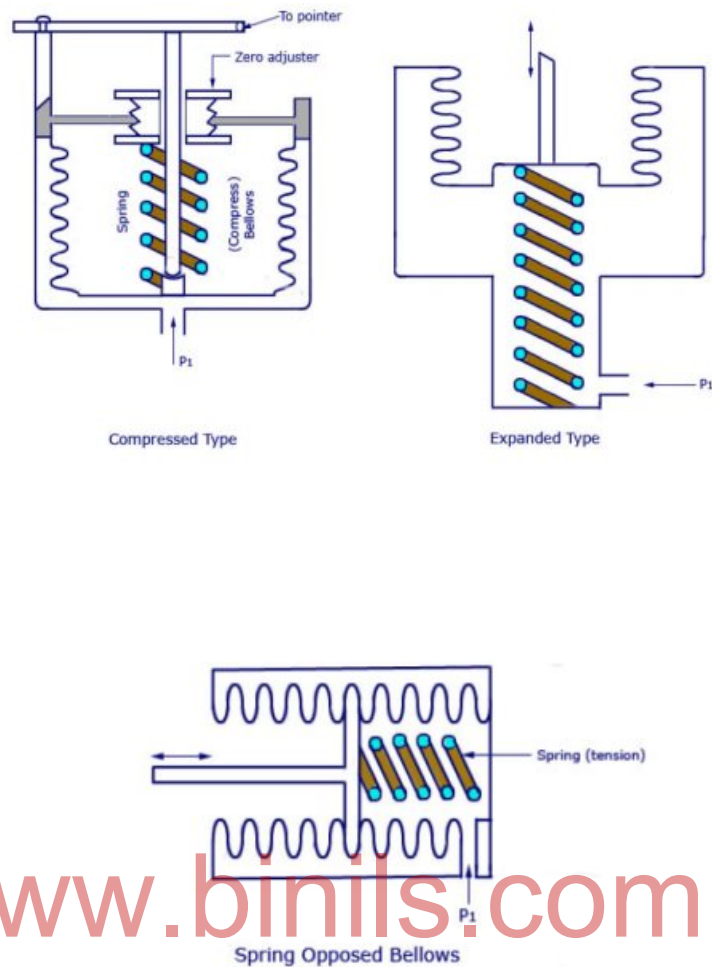 To pointer
Zero adjuster
Spring
(Compress)
Bellows
P1
P1
Compressed Type
Expanded Type
Spring (tension)
P1
ww.binils.com
Spring Opposed Bellows